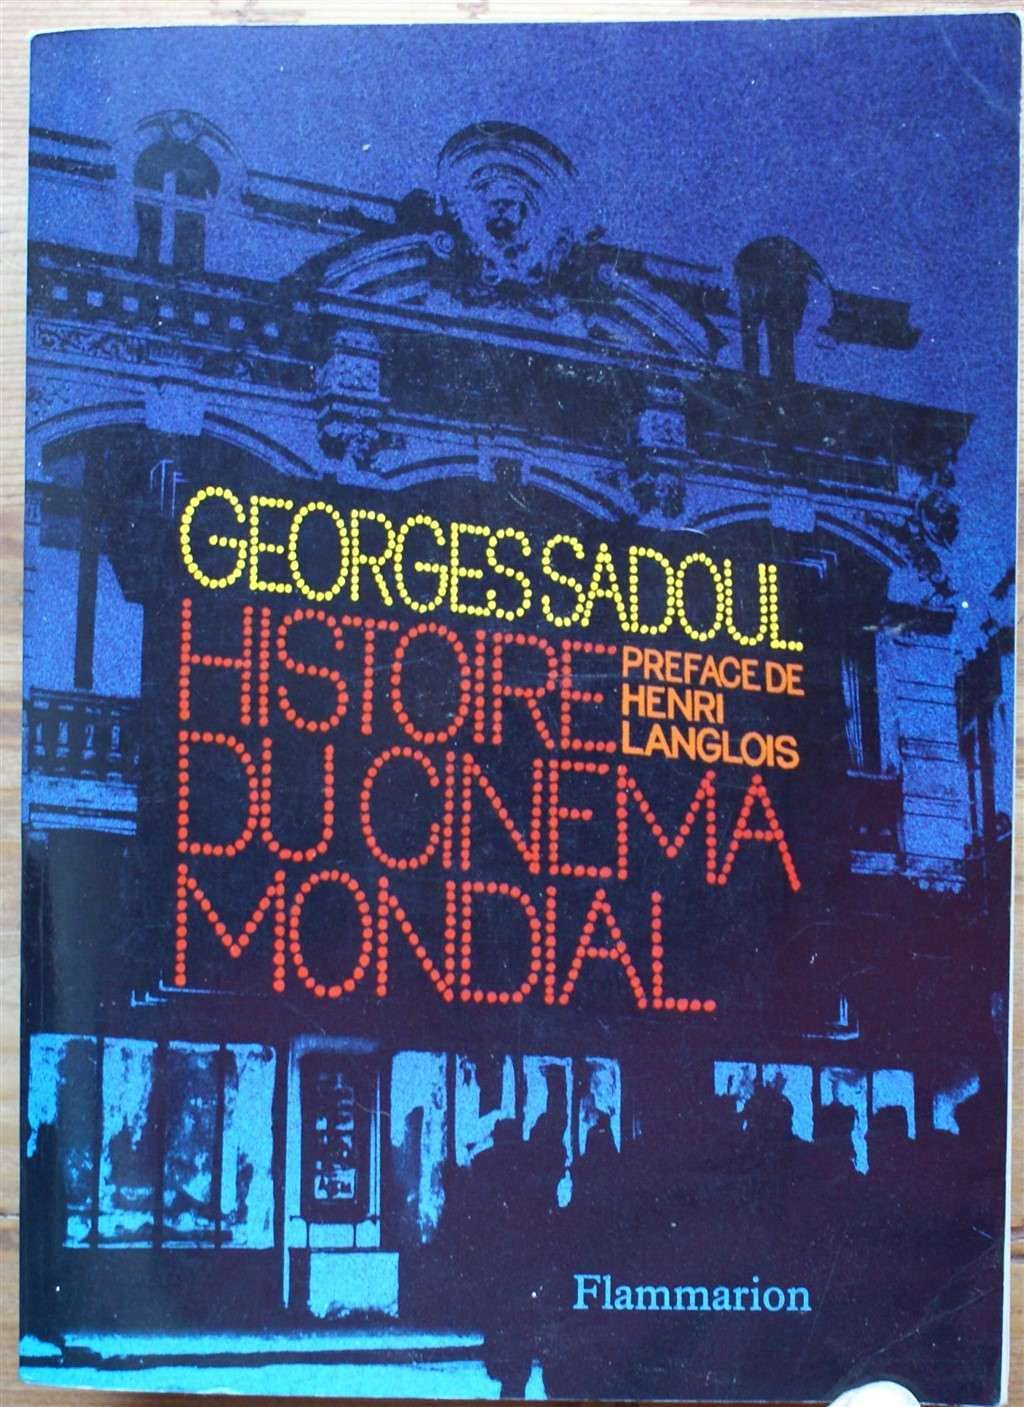 GEORGES SADOUL
HISTOIRE
PREFACE DE
HENRI
LANGLOIS
DU CINEMA
MONDIAL
Flammarion